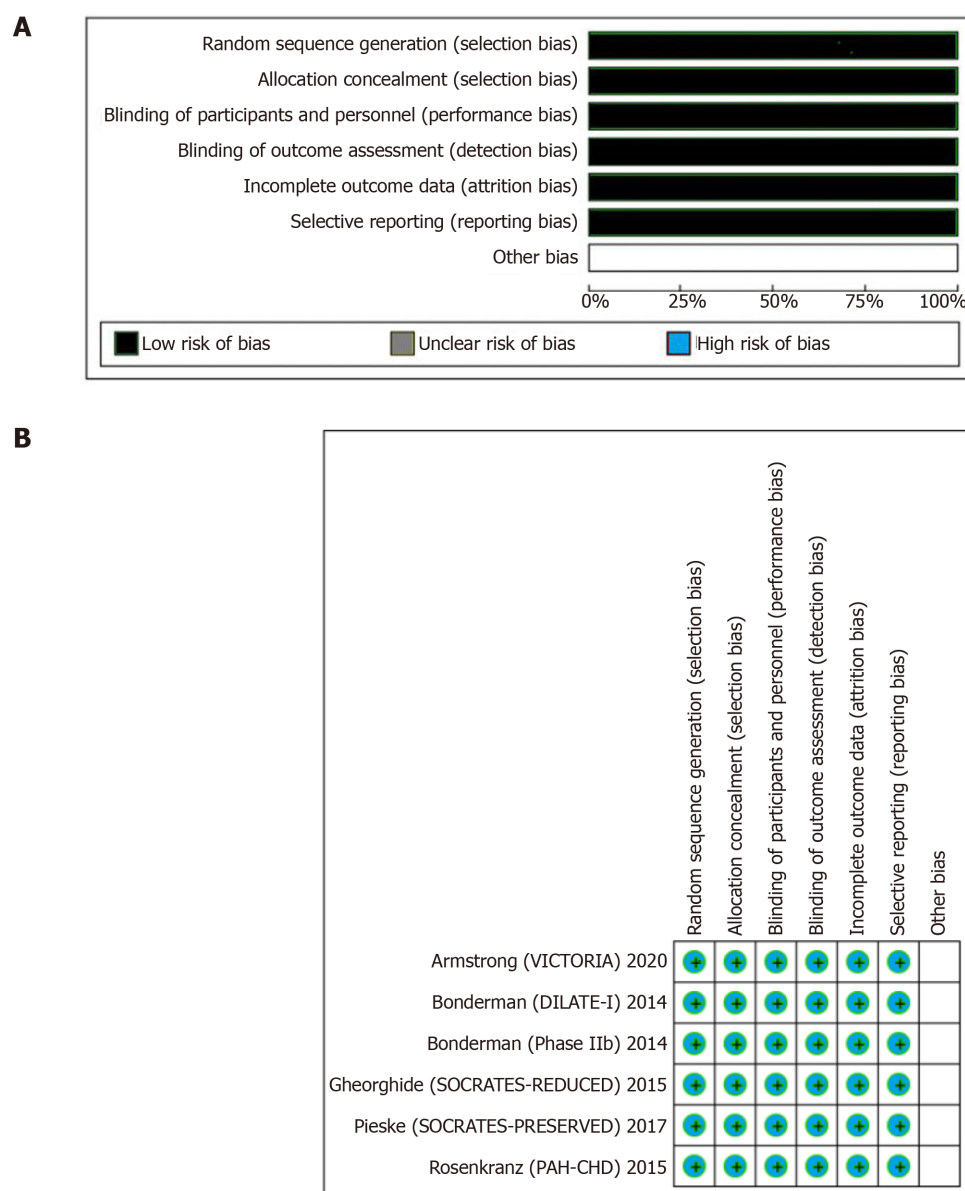 A
Random sequence generation (selection bias)
Allocation concealment (selection bias)
Blinding of participants and personnel (performance bias)
Blinding of outcome assessment (detection bias)
Incomplete outcome data (attrition bias)
Selective reporting (reporting bias)
Other bias
0% 25% 50% 75% 100%
Low risk of bias Unclear risk of bias High risk of bias
B
Random sequence generation (selection bias)
Allocation concealment (selection bias)
Blinding of participants and personnel (performance bias)
Blinding of outcome assessment (detection bias)
Incomplete outcome data (attrition bias)
Selective reporting (reporting bias)
Other bias
Armstrong (VICTORIA) 2020 + + + + + +
Bonderman (DILATE-I) 2014 + + + + + +
Bonderman (Phase IIb) 2014 + + + + + +
Gheorghide (SOCRATES-REDUCED) 2015 + + + + + +
Pieske (SOCRATES-PRESERVED) 2017 + + + + + +
Rosenkranz (PAH-CHD) 2015 + + + + + +